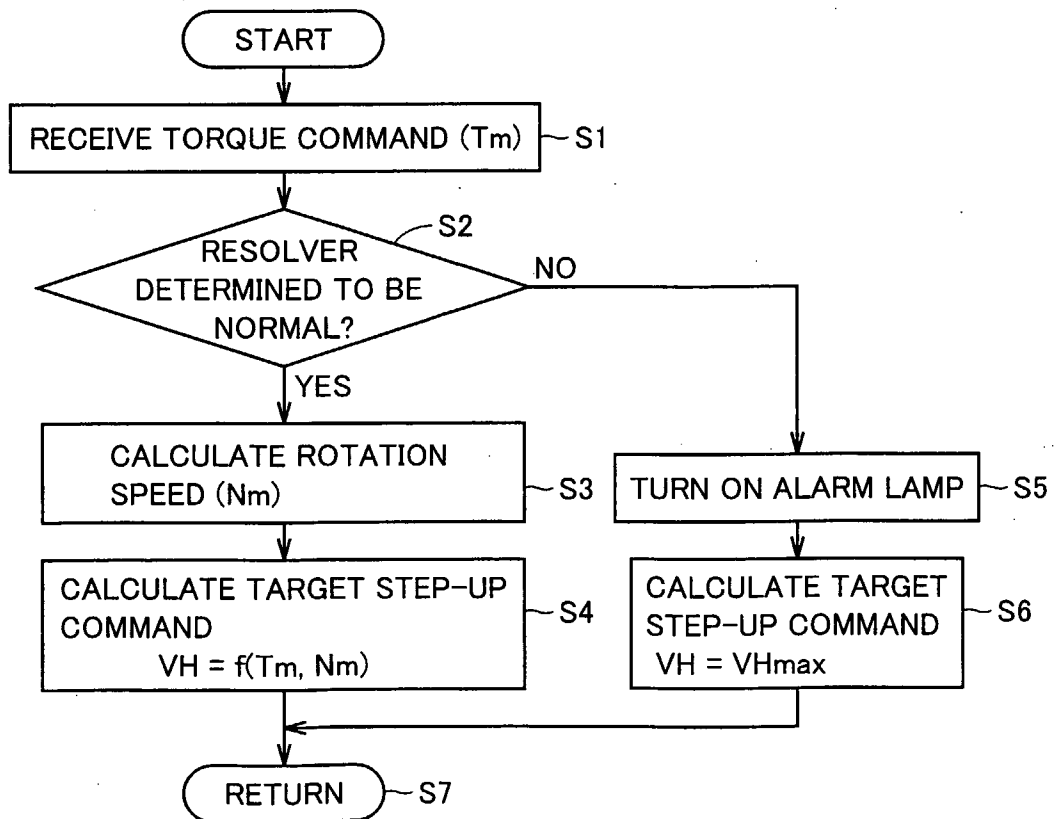 START
RECEIVE TORQUE COMMAND (Tm)
S1
S2
RESOLVER
DETERMINED TO BE
NORMAL?
NO
YES
CALCULATE ROTATION
SPEED (Nm)
S3
TURN ON ALARM LAMP
S5
CALCULATE TARGET STEP-UP
COMMAND
VH = f(Tm, Nm)
S4
CALCULATE TARGET
STEP-UP COMMAND
VH = VHmax
S6
RETURN
S7